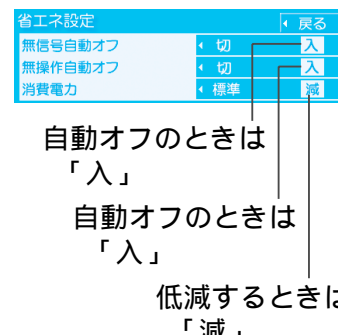 省エネ設定 戻る
無信号自動オフ 切 入
無操作自動オフ 切 入
消費電力 標準 減
自動オフのときは
「入」
自動オフのときは
「入」
低減するときは
「減」